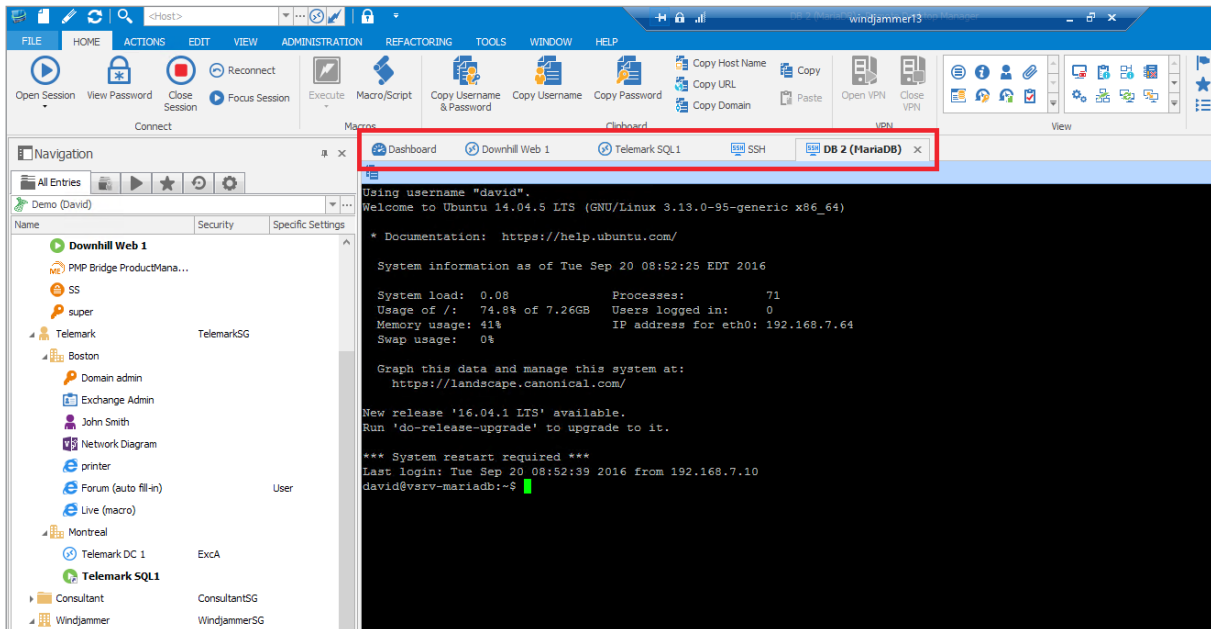 <Host>
windjammer13
FILE HOME ACTIONS EDIT VIEW ADMINISTRATION REFACTORING TOOLS WINDOW HELP
Open Session
View Password
Close Session
Reconnect
Focus Session
Connect
Execute
Macro/Script
Macros
Copy Username & Password
Copy Username
Copy Password
Copy Host Name
Copy URL
Copy Domain
Copy
Paste
Clipboard
Open VPN
Close VPN
VPN
View
Navigation
All Entries
Demo (David)
Name Security Specific Settings
Downhill Web 1
PMP Bridge ProductMana...
SS
super
Telemark TelemarkSG
Boston
Domain admin
Exchange Admin
John Smith
Network Diagram
printer
Forum (auto fill-in) User
Live (macro)
Montreal
Telemark DC 1 ExcA
Telemark SQL1
Consultant ConsultantSG
Windjammer WindjammerSG
Dashboard Downhill Web 1 Telemark SQL1 SSH SSH SSH DB 2 (MariaDB)
Using username "david".
Welcome to Ubuntu 14.04.5 LTS (GNU/Linux 3.13.0-95-generic x86_64)
* Documentation: https://help.ubuntu.com/
System information as of Tue Sep 20 08:52:25 EDT 2016
System load: 0.08 Processes: 71
Usage of /: 74.8% of 7.26GB Users logged in: 0
Memory usage: 41% IP address for eth0: 192.168.7.64
Swap usage: 0%
Graph this data and manage this system at:
https://landscape.canonical.com/
New release '16.04.1 LTS' available.
Run 'do-release-upgrade' to upgrade to it.
*** System restart required ***
Last login: Tue Sep 20 08:52:39 2016 from 192.168.7.10
david@vsrv-mariadb:~$